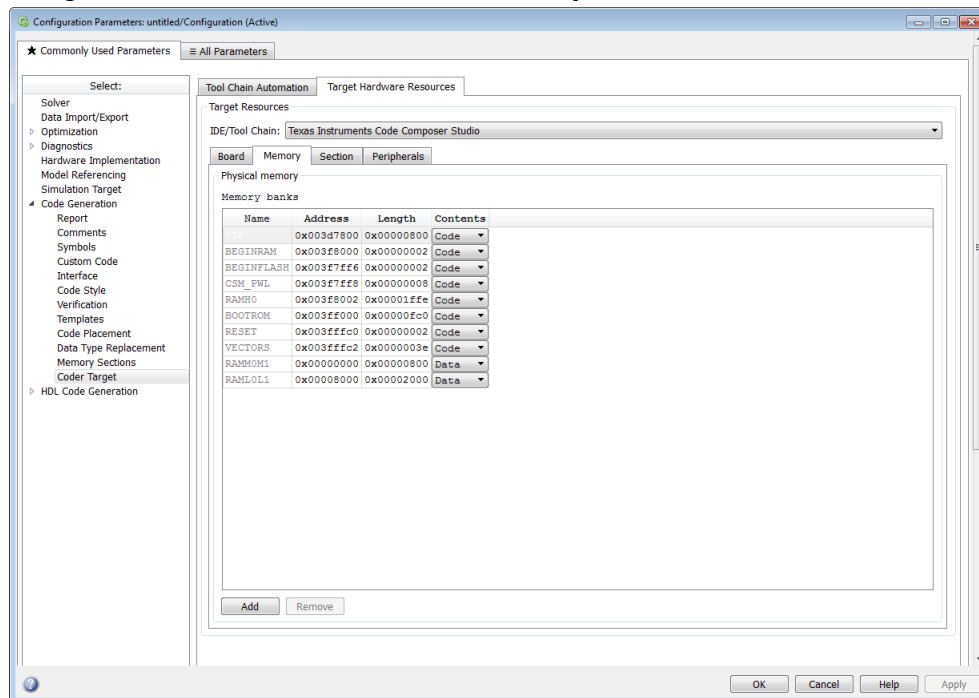 Configuration Parameters: untitled/Configuration (Active)
★ Commonly Used Parameters ≡ All Parameters
Select:
Solver
Data Import/Export
Optimization
Diagnostics
Hardware Implementation
Model Referencing
Simulation Target
Code Generation
Report
Comments
Symbols
Custom Code
Interface
Code Style
Verification
Templates
Code Placement
Data Type Replacement
Memory Sections
Coder Target
HDL Code Generation
Tool Chain Automation Target Hardware Resources
Target Resources
IDE/Tool Chain: Texas Instruments Code Composer Studio
Board Memory Section Peripherals
Physical memory
Memory banks
Name Address Length Contents
0x003d7800 0x00000800 Code
BEGINRAM 0x003f8000 0x00000002 Code
BEGINFLASH 0x003f7ff6 0x00000002 Code
CSM_PWL 0x003f7ff8 0x00000008 Code
RAMH0 0x003f8002 0x00001ffe Code
BOOTROM 0x003ff000 0x00000fc0 Code
RESET 0x003fffc0 0x00000002 Code
VECTORS 0x003fffc2 0x0000003e Code
RAMM0M1 0x00000000 0x00000800 Data
RAML0L1 0x00008000 0x00002000 Data
Add Remove
OK Cancel Help Apply